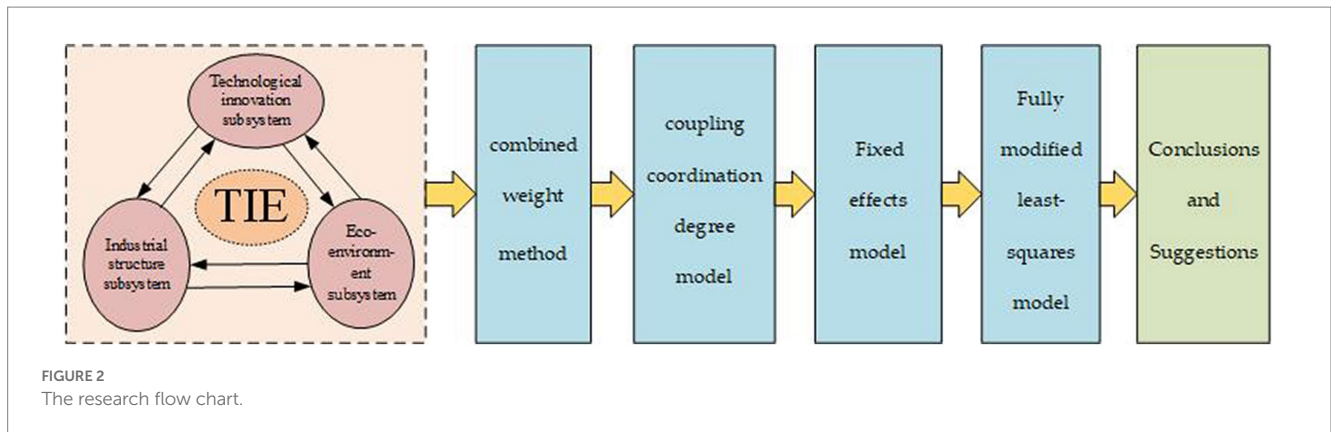 Technological
innovation
subsystem
TIE
Industrial
structure
subsystem
Eco-
environm-
ent
subsystem
combined
weight
method
coupling
coordination
degree
model
Fixed
effects
model
Fully
modified
least-
squares
model
Conclusions
and
Suggestions
FIGURE 2
The research flow chart.